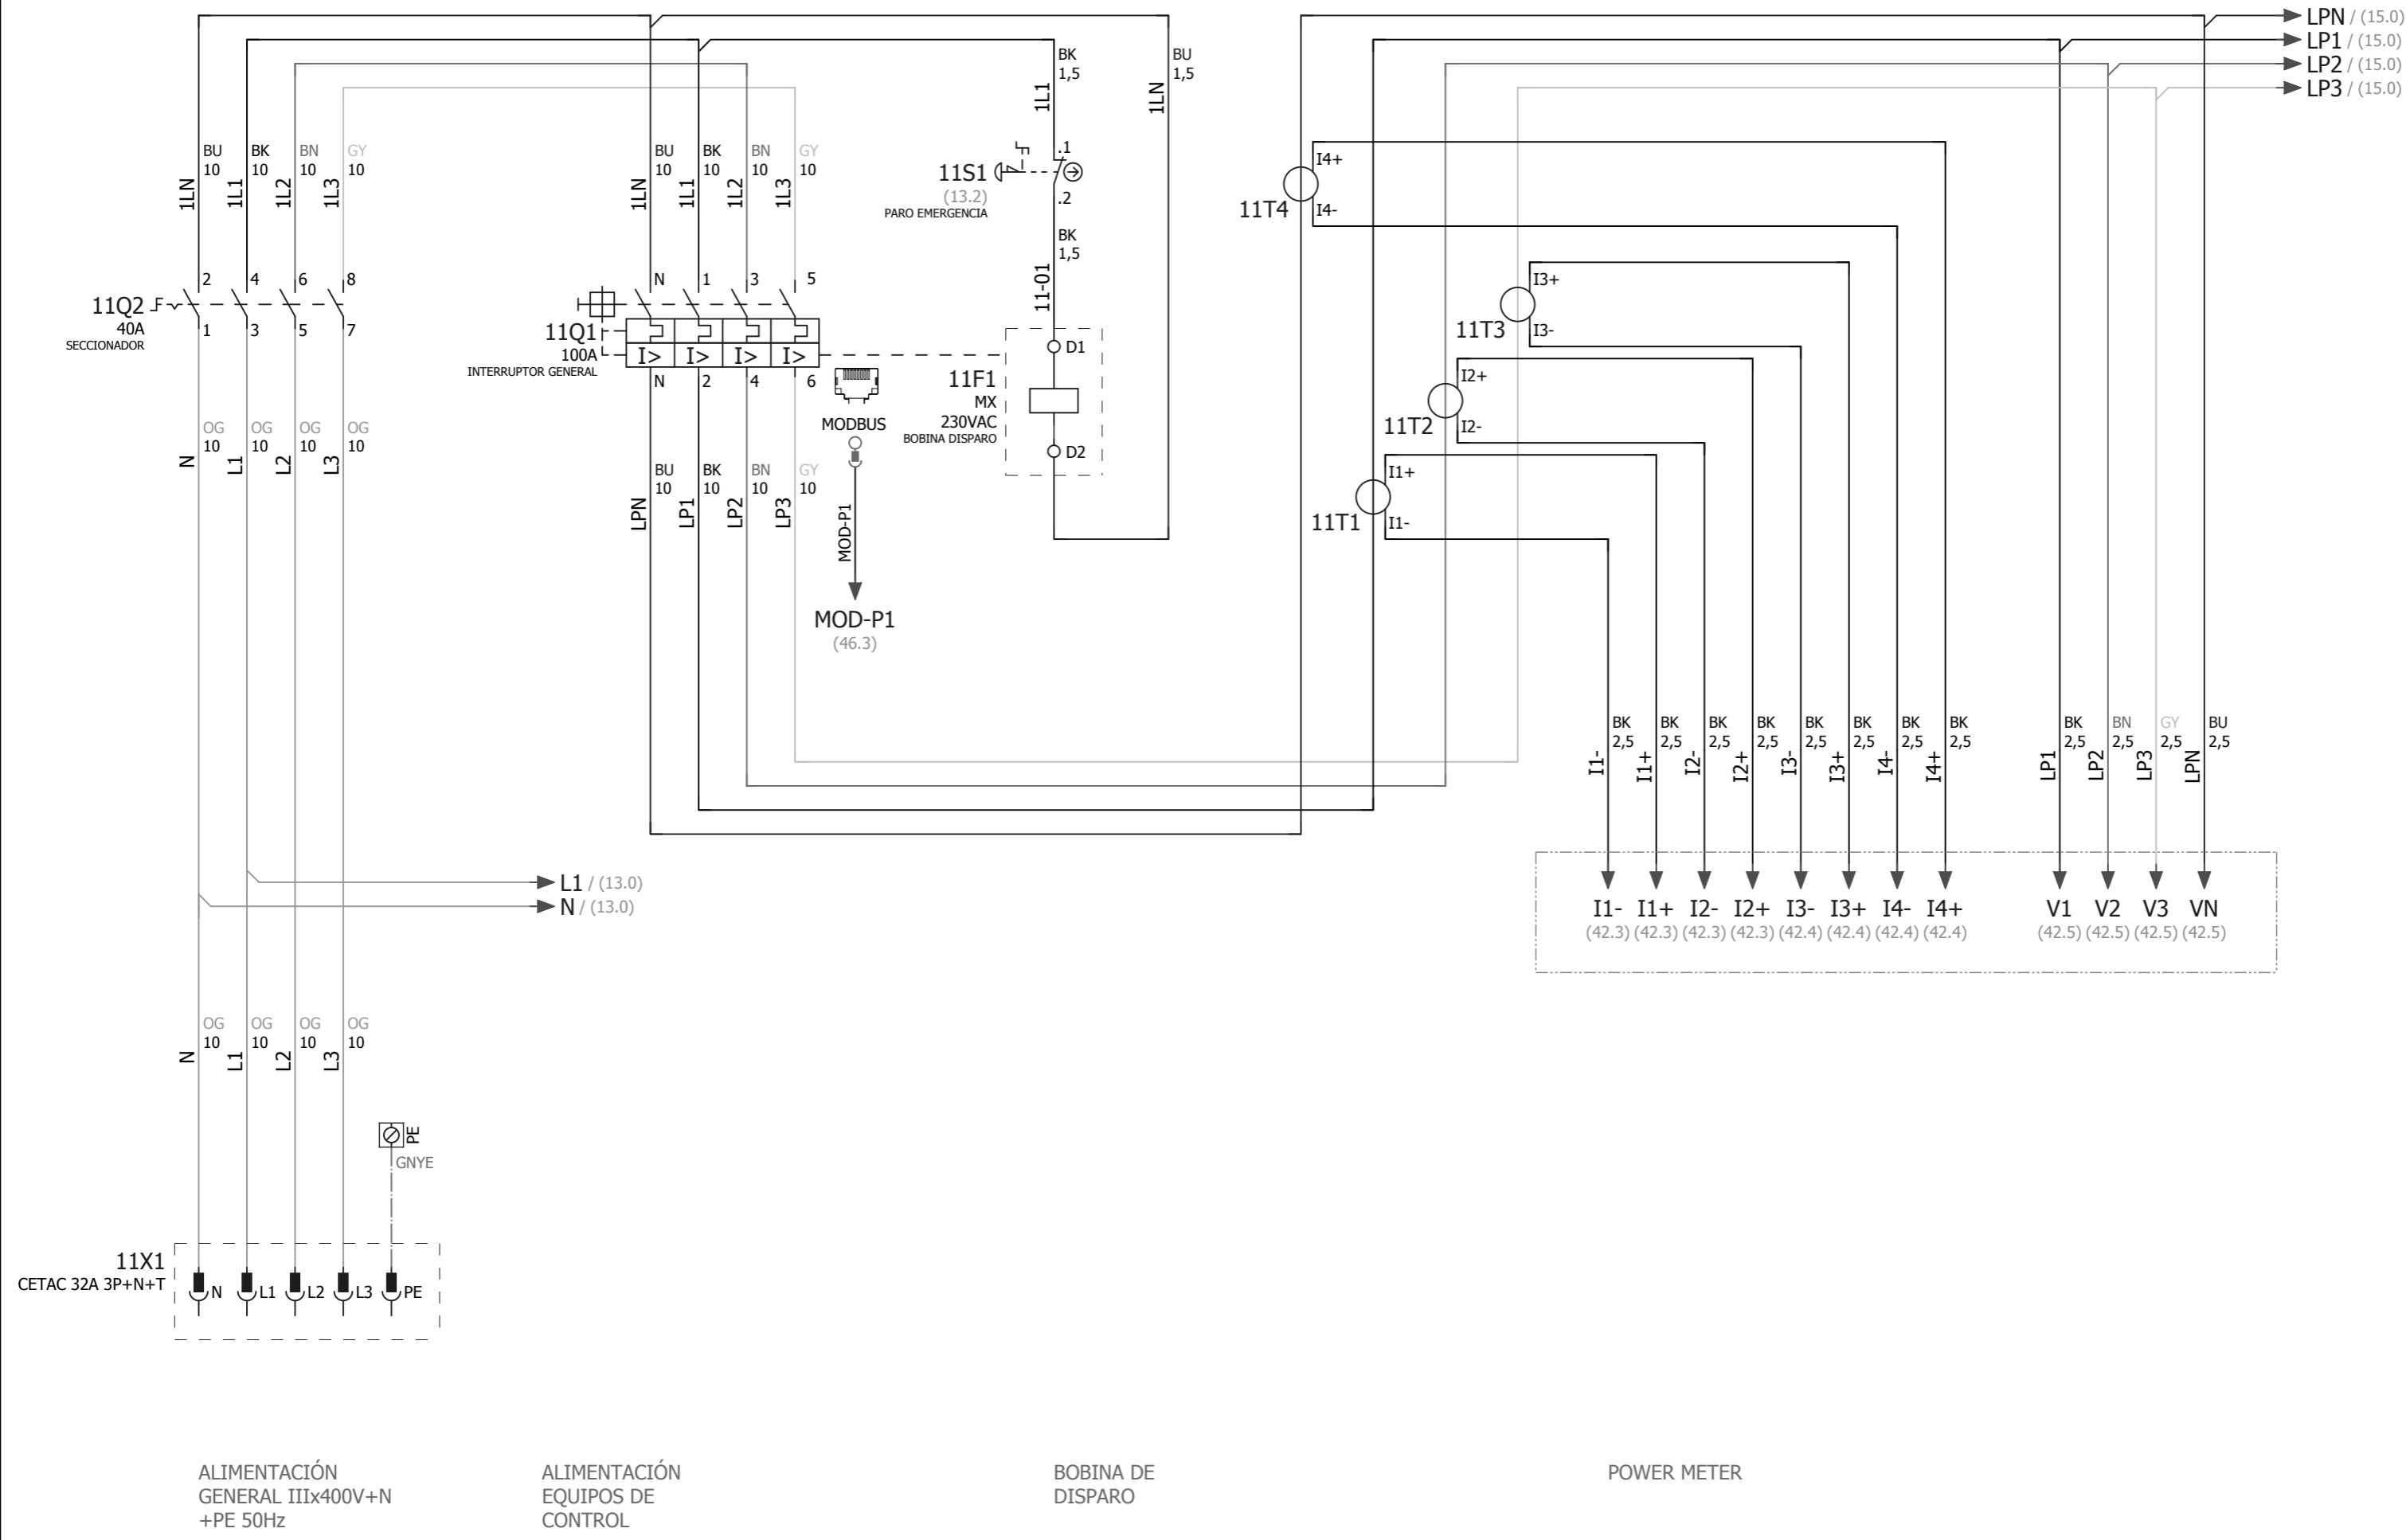 LPN / (15.0)
LP1 / (15.0)
LP2 / (15.0)
LP3 / (15.0)
BK
1,5
1L1
BU
1,5
1LN
BU
10
1LN
BK
10
1L1
BN
10
1L2
GY
10
1L3
BU
10
1LN
BK
10
1L1
BN
10
1L2
GY
10
1L3
11S1
(13.2)
PARO EMERGENCIA
.1
.2
BK
1,5
11-01
11T4
I4+
I4-
11T3
I3+
I3-
11T2
I2+
I2-
11T1
I1+
I1-
11Q2
40A
SECCIONADOR
2 4 6 8
1 3 5 7
11Q1
100A
INTERRUPTOR GENERAL
N 1 3 5
I> I> I> I>
N 2 4 6
MODBUS
MOD-P1
MOD-P1
(46.3)
11F1
MX
230VAC
BOBINA DISPARO
D1
D2
OG
10
N
OG
10
L1
OG
10
L2
OG
10
L3
BU
10
LPN
BK
10
LP1
BN
10
LP2
GY
10
LP3
BK
2,5
I1-
BK
2,5
I1+
BK
2,5
I2-
BK
2,5
I2+
BK
2,5
I3-
BK
2,5
I3+
BK
2,5
I4-
BK
2,5
I4+
BK
2,5
LP1
BN
2,5
LP2
GY
2,5
LP3
BU
2,5
LPN
L1 / (13.0)
N / (13.0)
I1- I1+ I2- I2+ I3- I3+ I4- I4+ V1 V2 V3 VN
(42.3) (42.3) (42.3) (42.3) (42.4) (42.4) (42.4) (42.4) (42.5) (42.5) (42.5) (42.5)
OG
10
N
OG
10
L1
OG
10
L2
OG
10
L3
PE
GNYE
11X1
CETAC 32A 3P+N+T
N L1 L2 L3 PE
ALIMENTACIÓN
GENERAL IIIx400V+N
+PE 50Hz
ALIMENTACIÓN
EQUIPOS DE
CONTROL
BOBINA DE
DISPARO
POWER METER